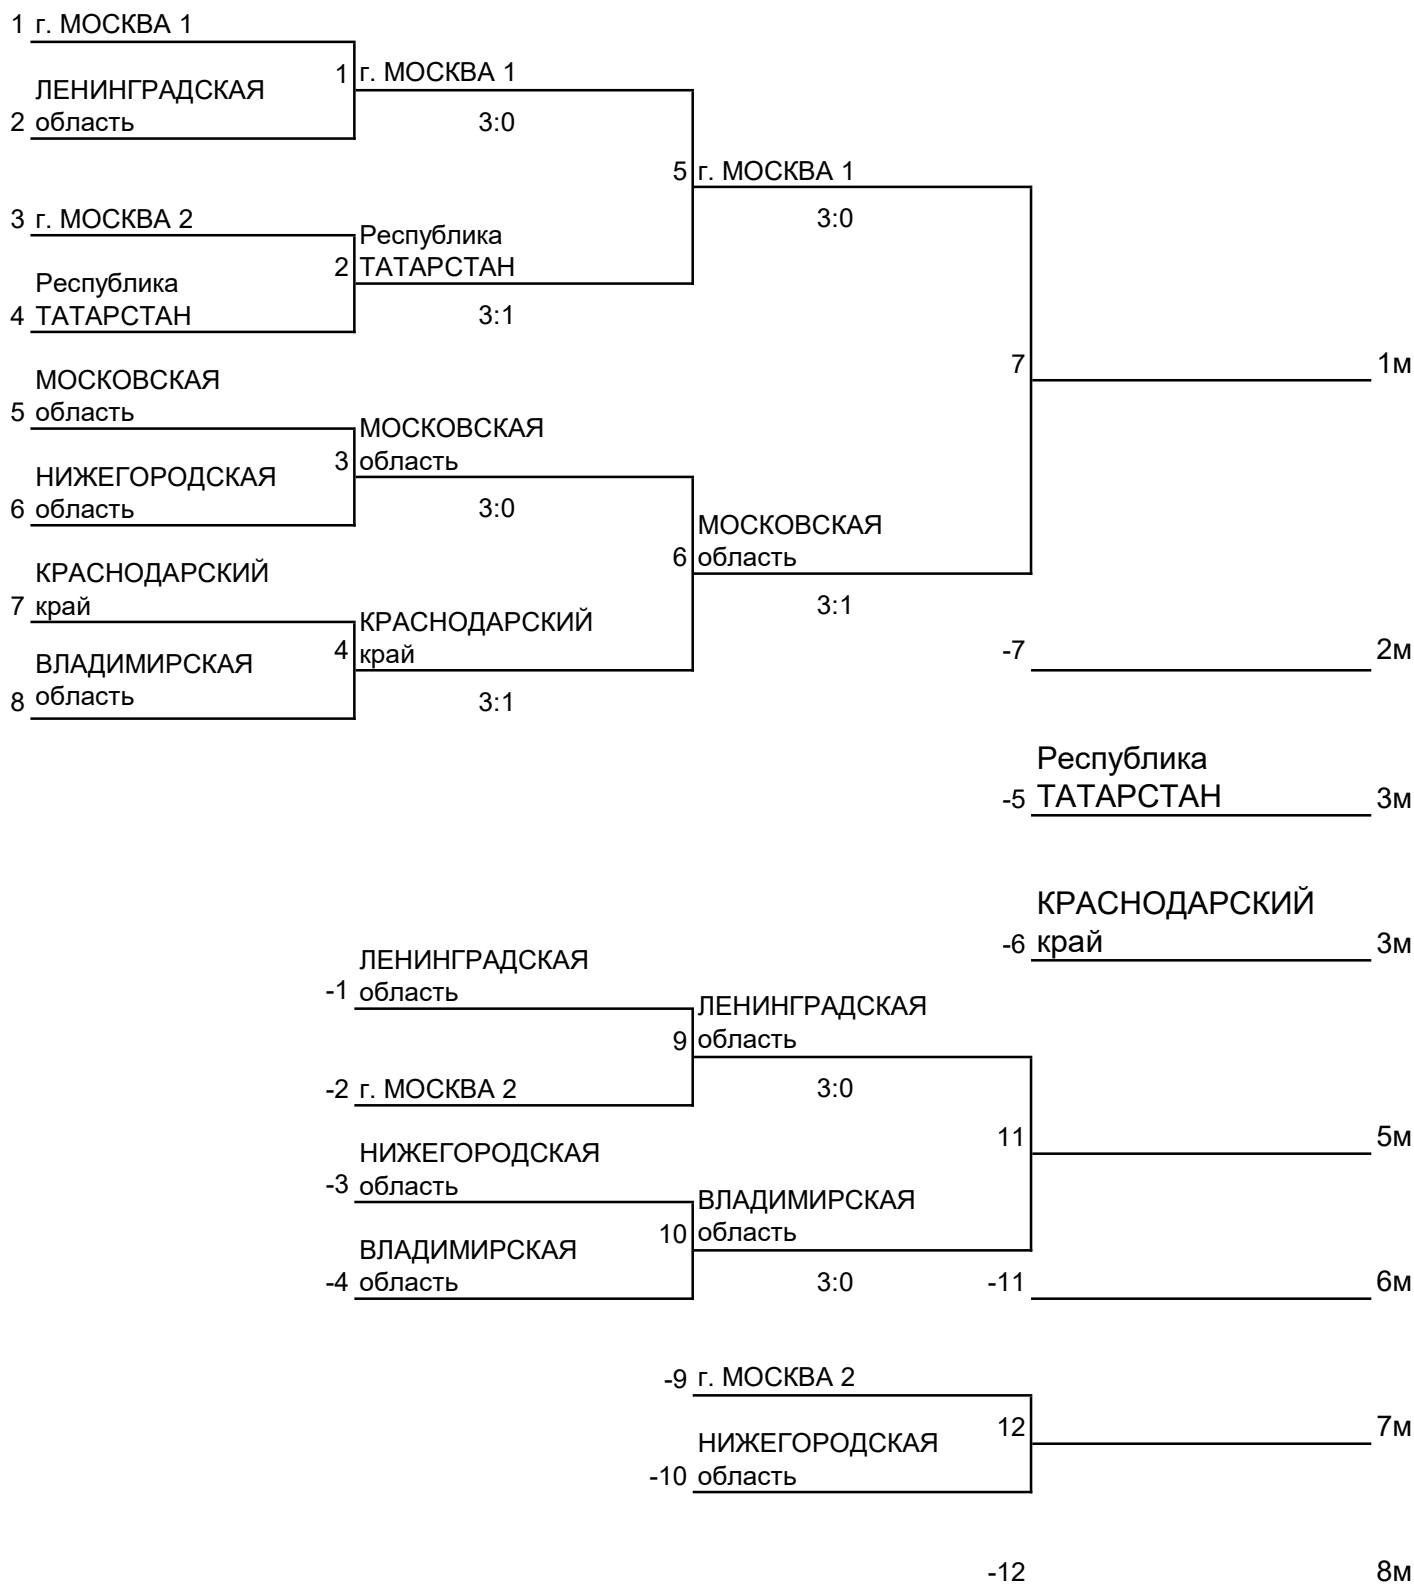 1 г. МОСКВА 1
1 г. МОСКВА 1
ЛЕНИНГРАДСКАЯ
2 область
3:0
5 г. МОСКВА 1
3 г. МОСКВА 2
3:0
Республика
2 ТАТАРСТАН
Республика
4 ТАТАРСТАН
3:1
7
1м
МОСКОВСКАЯ
5 область
МОСКОВСКАЯ
3 область
НИЖЕГОРОДСКАЯ
6 область
3:0
МОСКОВСКАЯ
6 область
КРАСНОДАРСКИЙ
7 край
3:1
КРАСНОДАРСКИЙ
4 край
-7
2м
ВЛАДИМИРСКАЯ
8 область
3:1
Республика
-5 ТАТАРСТАН 3м
КРАСНОДАРСКИЙ
-6 край 3м
ЛЕНИНГРАДСКАЯ
-1 область
ЛЕНИНГРАДСКАЯ
9 область
-2 г. МОСКВА 2
3:0
11
5м
НИЖЕГОРОДСКАЯ
-3 область
ВЛАДИМИРСКАЯ
10 область
ВЛАДИМИРСКАЯ
-4 область
3:0
-11
6м
-9 г. МОСКВА 2
12
7м
НИЖЕГОРОДСКАЯ
-10 область
-12
8м